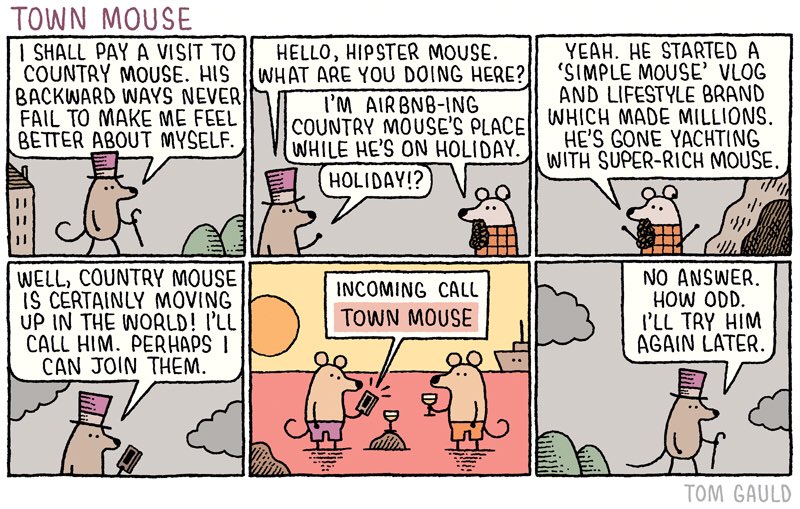 TOWN MOUSE
I SHALL PAY A VISIT TO
COUNTRY MOUSE. HIS
BACKWARD WAYS NEVER
FAIL TO MAKE ME FEEL
BETTER ABOUT MYSELF.
HELLO, HIPSTER MOUSE.
WHAT ARE YOU DOING HERE?
I'M AIRBNB-ING
COUNTRY MOUSE'S PLACE
WHILE HE'S ON HOLIDAY.
HOLIDAY!?
YEAH. HE STARTED A
'SIMPLE MOUSE' VLOG
AND LIFESTYLE BRAND
WHICH MADE MILLIONS.
HE'S GONE YACHTING
WITH SUPER-RICH MOUSE.
WELL, COUNTRY MOUSE
IS CERTAINLY MOVING
UP IN THE WORLD! I'LL
CALL HIM. PERHAPS I
CAN JOIN THEM.
INCOMING CALL
TOWN MOUSE
NO ANSWER.
HOW ODD.
I'LL TRY HIM
AGAIN LATER.
TOM GAULD